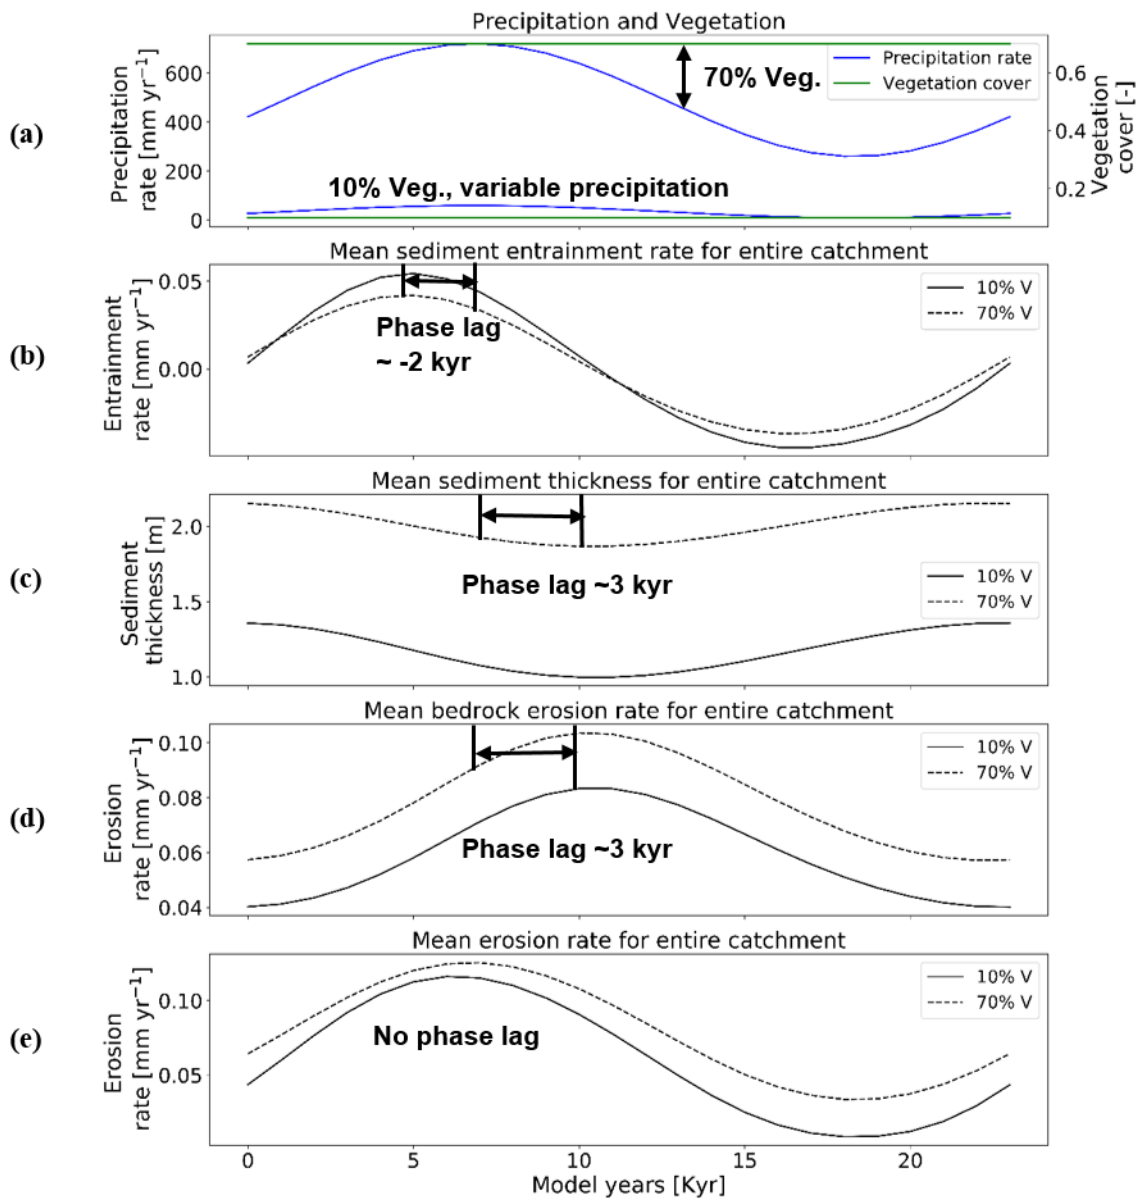 Precipitation and Vegetation
(a)
Precipitation
rate [mm yr⁻¹]
600
400
200
0
70% Veg.
Precipitation rate
Vegetation cover
0.6
0.4
0.2
Vegetation
cover [-]
10% Veg., variable precipitation
Mean sediment entrainment rate for entire catchment
(b)
Entrainment
rate [mm yr⁻¹]
0.05
0.00
Phase lag
~ -2 kyr
10% V
70% V
Mean sediment thickness for entire catchment
(c)
Sediment
thickness [m]
2.0
1.5
1.0
Phase lag ~3 kyr
10% V
70% V
Mean bedrock erosion rate for entire catchment
(d)
Erosion
rate [mm yr⁻¹]
0.10
0.08
0.06
0.04
Phase lag ~3 kyr
10% V
70% V
Mean erosion rate for entire catchment
(e)
Erosion
rate [mm yr⁻¹]
0.10
0.05
No phase lag
10% V
70% V
0 5 10 15 20
Model years [Kyr]